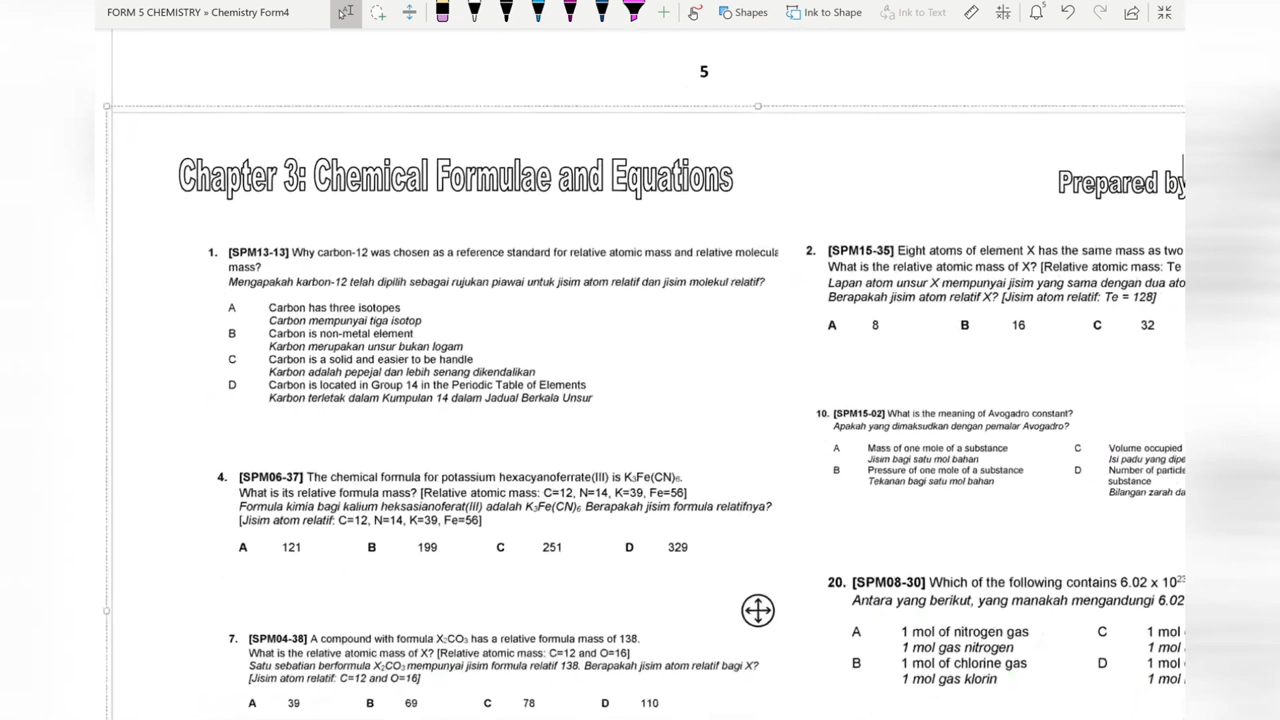 FORM 5 CHEMISTRY » Chemistry Form4
Shapes
Ink to Shape
Ink to Text
5
Chapter 3: Chemical Formulae and Equations
Prepared by
1. [SPM13-13] Why carbon-12 was chosen as a reference standard for relative atomic mass and relative molecula
mass?
Mengapakah karbon-12 telah dipilih sebagai rujukan piawai untuk jisim atom relatif dan jisim molekul relatif?
A Carbon has three isotopes
Carbon mempunyai tiga isotop
B Carbon is non-metal element
Karbon merupakan unsur bukan logam
C Carbon is a solid and easier to be handle
Karbon adalah pepejal dan lebih senang dikendalikan
D Carbon is located in Group 14 in the Periodic Table of Elements
Karbon terletak dalam Kumpulan 14 dalam Jadual Berkala Unsur
2. [SPM15-35] Eight atoms of element X has the same mass as two
What is the relative atomic mass of X? [Relative atomic mass: Te
Lapan atom unsur X mempunyai jisim yang sama dengan dua ato
Berapakah jisim atom relatif X? [Jisim atom relatif: Te = 128]
A 8 B 16 C 32
10. [SPM15-02] What is the meaning of Avogadro constant?
Apakah yang dimaksudkan dengan pemalar Avogadro?
A Mass of one mole of a substance C Volume occupied
Jisim bagi satu mol bahan Isi padu yang dipe
B Pressure of one mole of a substance D Number of particle
Tekanan bagi satu mol bahan substance
Bilangan zarah da
4. [SPM06-37] The chemical formula for potassium hexacyanoferrate(III) is K₃Fe(CN)₆.
What is its relative formula mass? [Relative atomic mass: C=12, N=14, K=39, Fe=56]
Formula kimia bagi kalium heksasianoferat(III) adalah K₃Fe(CN)₆ Berapakah jisim formula relatifnya?
[Jisim atom relatif: C=12, N=14, K=39, Fe=56]
A 121 B 199 C 251 D 329
20. [SPM08-30] Which of the following contains 6.02 x 10²³
Antara yang berikut, yang manakah mengandungi 6.02
A 1 mol of nitrogen gas C 1 mol
1 mol gas nitrogen 1 mol
B 1 mol of chlorine gas D 1 mol
1 mol gas klorin 1 mol
7. [SPM04-38] A compound with formula X₂CO₃ has a relative formula mass of 138.
What is the relative atomic mass of X? [Relative atomic mass: C=12 and O=16]
Satu sebatian berformula X₂CO₃ mempunyai jisim formula relatif 138. Berapakah jisim atom relatif bagi X?
[Jisim atom relatif: C=12 and O=16]
A 39 B 69 C 78 D 110